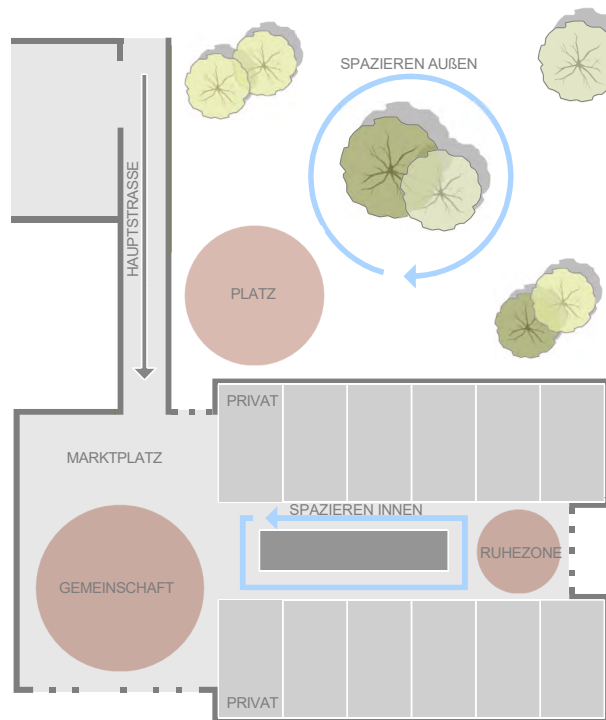 SPAZIEREN AUßEN
HAUPTSTRASSE
PLATZ
PRIVAT
MARKTPLATZ
SPAZIEREN INNEN
RUHEZONE
GEMEINSCHAFT
PRIVAT